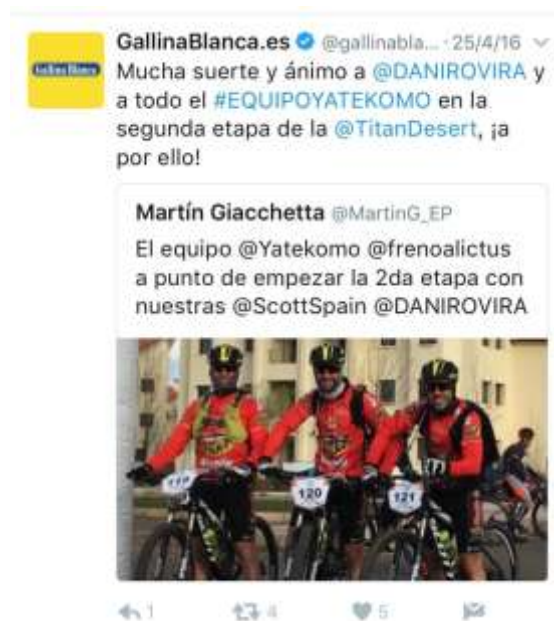 GallinaBlanca.es @gallinabla... · 25/4/16
Gallina Blanca
Mucha suerte y ánimo a @DANIROVIRA y
a todo el #EQUIPOYATEKOMO en la
segunda etapa de la @TitanDesert, ¡a
por ello!
Martín Giacchetta @MartinG_EP
El equipo @Yatekomo @frenoalictus
a punto de empezar la 2da etapa con
nuestras @ScottSpain @DANIROVIRA
119
120
121
1 4 5